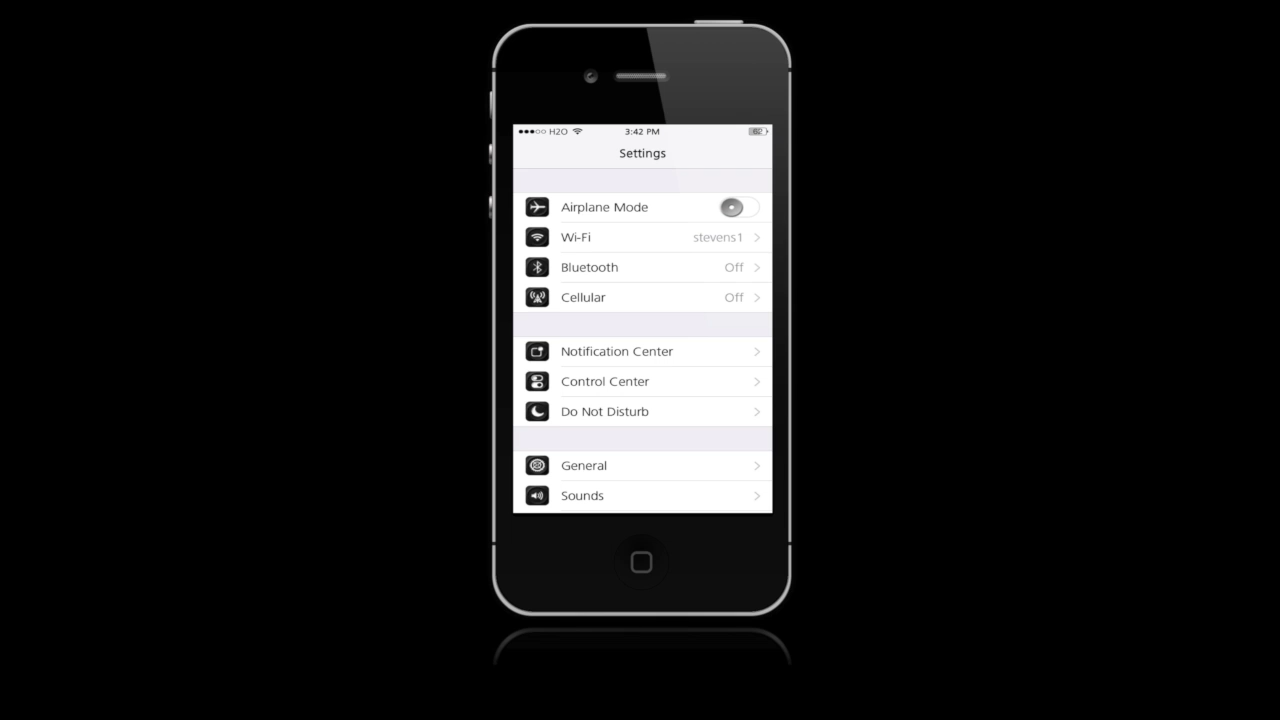 H2O 3:42 PM 62
Settings
Airplane Mode
Wi-Fi stevens1
Bluetooth Off
Cellular Off
Notification Center
Control Center
Do Not Disturb
General
Sounds